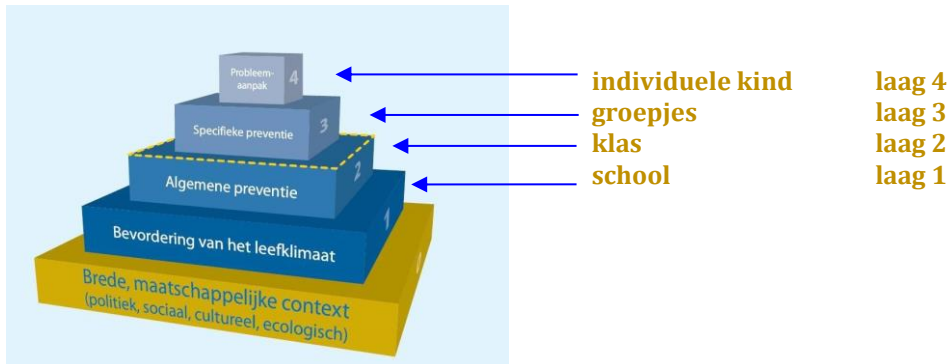 Probleem-
aanpak
4
Specifieke preventie
3
Algemene preventie
2
Bevordering van het leefklimaat
1
Brede, maatschappelijke context
(politiek, sociaal, cultureel, ecologisch)
0
individuele kind laag 4
groepjes laag 3
klas laag 2
school laag 1